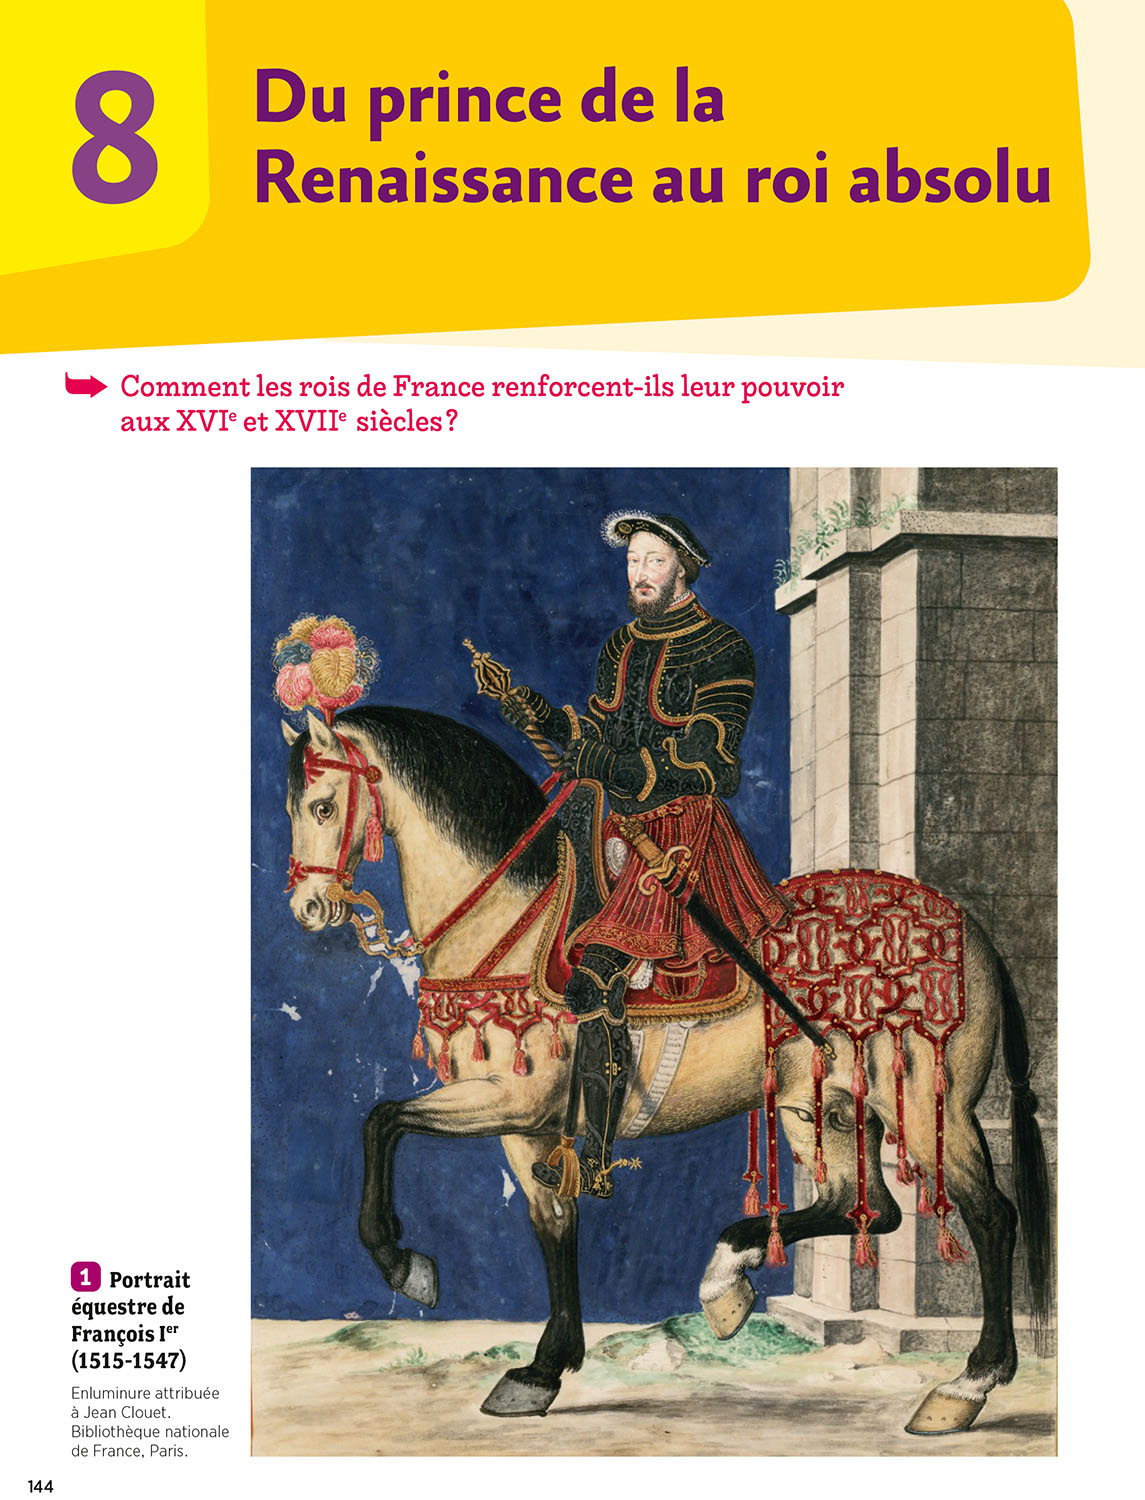 8
Du prince de la
Renaissance au roi absolu
Comment les rois de France renforcent-ils leur pouvoir
aux XVIe et XVIIe siècles ?
1 Portrait
équestre de
François Ier
(1515-1547)
Enluminure attribuée
à Jean Clouet.
Bibliothèque nationale
de France, Paris.
144